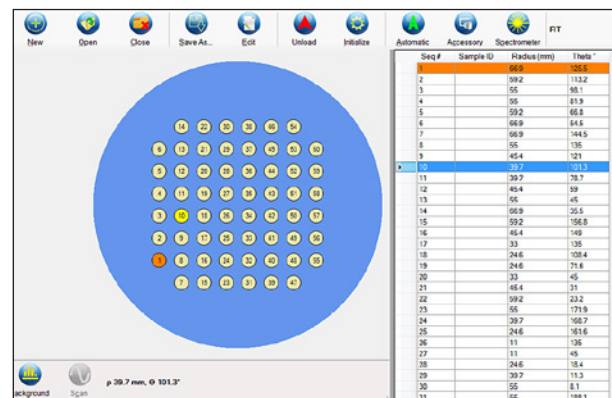 New Open Close Save As... Edit Unload Initialize Automatic Accessory Spectrometer
Seq # Sample ID Radius (mm) Theta °
1 66.9 125.5
2 59.2 113.2
3 55 98.1
4 55 81.9
5 59.2 66.8
6 66.9 54.5
7 66.9 144.5
8 55 135
9 45.4 121
10 39.7 101.3
11 39.7 78.7
12 45.4 59
13 55 45
14 66.9 35.5
15 59.2 156.8
16 45.4 149
17 33 135
18 24.6 108.4
19 24.6 71.6
20 33 45
21 45.4 31
22 59.2 23.2
23 55 171.9
24 39.7 168.7
25 24.6 161.6
26 11 135
27 11 45
28 24.6 18.4
29 39.7 11.3
30 55 8.1
31 55 188.1
14 22 30 38 46 54
6 13 21 29 37 45 53 60
5 12 20 28 36 44 52 59
4 11 19 27 35 43 51 58
3 10 18 26 34 42 50 57
2 9 17 25 33 41 49 56
1 8 16 24 32 40 48 55
7 15 23 31 39 47
ackground Scan ρ 39.7 mm, Θ 101.3°